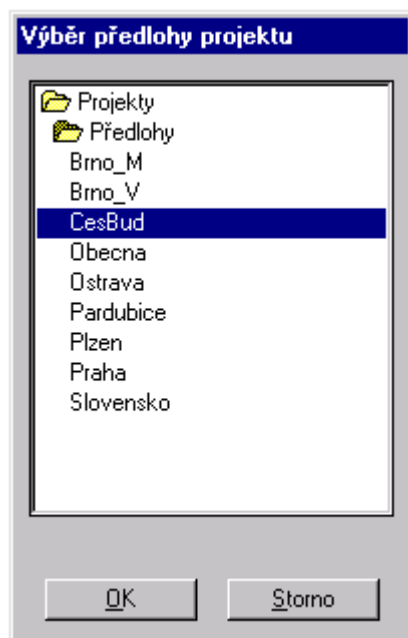 Výběr předlohy projektu
Projekty
Předlohy
Brno_M
Brno_V
CesBud
Obecna
Ostrava
Pardubice
Plzen
Praha
Slovensko
OK
Storno